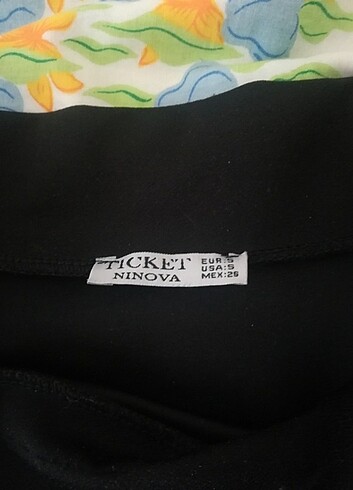 TICKET
NINOVA
EUR:S
USA:S
MEX:26